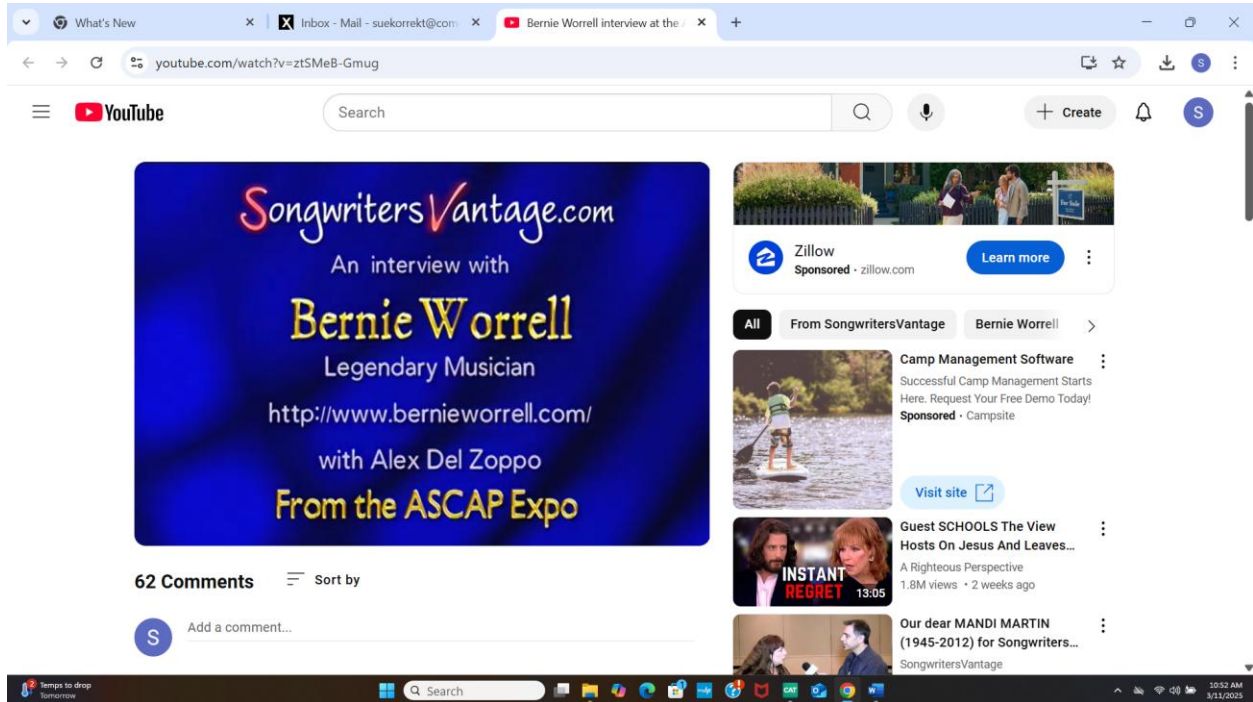 What's New
Inbox - Mail - suekorrekt@com
Bernie Worrell interview at the
youtube.com/watch?v=ztSMeB-Gmug
S
YouTube
Search
Create
S
SongwritersVantage.com
An interview with
Bernie Worrell
Legendary Musician
http://www.bernieworrell.com/
with Alex Del Zoppo
From the ASCAP Expo
62 Comments
Sort by
S
Add a comment...
For Sale
Zillow
Sponsored · zillow.com
Learn more
All
From SongwritersVantage
Bernie Worrell
Camp Management Software
Successful Camp Management Starts
Here. Request Your Free Demo Today!
Sponsored · Campsite
Visit site
INSTANT
REGRET
13:05
Guest SCHOOLS The View
Hosts On Jesus And Leaves...
A Righteous Perspective
1.8M views • 2 weeks ago
Our dear MANDI MARTIN
(1945-2012) for Songwriters...
SongwritersVantage
2
Temps to drop
Tomorrow
Search
CAT
10:52 AM
3/11/2025